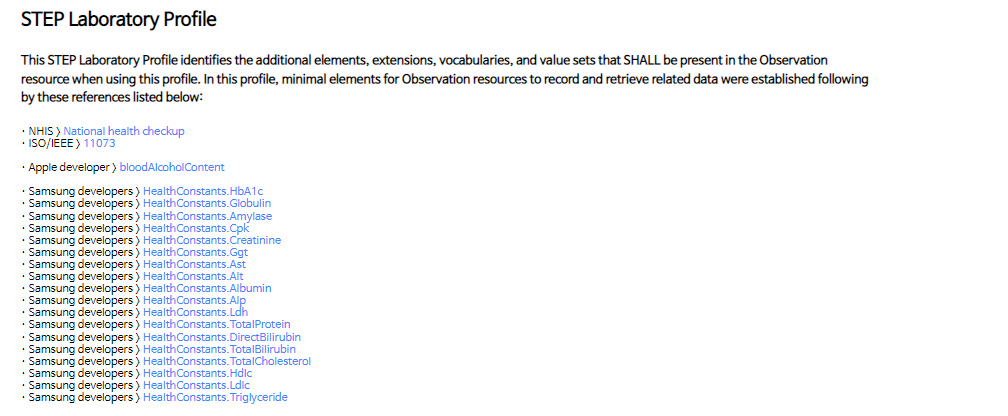 STEP Laboratory Profile
This STEP Laboratory Profile identifies the additional elements, extensions, vocabularies, and value sets that SHALL be present in the Observation
resource when using this profile. In this profile, minimal elements for Observation resources to record and retrieve related data were established following
by these references listed below:
· NHIS 〉National health checkup
· ISO/IEEE 〉11073
· Apple developer 〉bloodAlcoholContent
· Samsung developers 〉HealthConstants.HbA1c
· Samsung developers 〉HealthConstants.Globulin
· Samsung developers 〉HealthConstants.Amylase
· Samsung developers 〉HealthConstants.Cpk
· Samsung developers 〉HealthConstants.Creatinine
· Samsung developers 〉HealthConstants.Ggt
· Samsung developers 〉HealthConstants.Ast
· Samsung developers 〉HealthConstants.Alt
· Samsung developers 〉HealthConstants.Albumin
· Samsung developers 〉HealthConstants.Alp
· Samsung developers 〉HealthConstants.Ldh
· Samsung developers 〉HealthConstants.TotalProtein
· Samsung developers 〉HealthConstants.DirectBilirubin
· Samsung developers 〉HealthConstants.TotalBilirubin
· Samsung developers 〉HealthConstants.TotalCholesterol
· Samsung developers 〉HealthConstants.Hdlc
· Samsung developers 〉HealthConstants.Ldlc
· Samsung developers 〉HealthConstants.Triglyceride